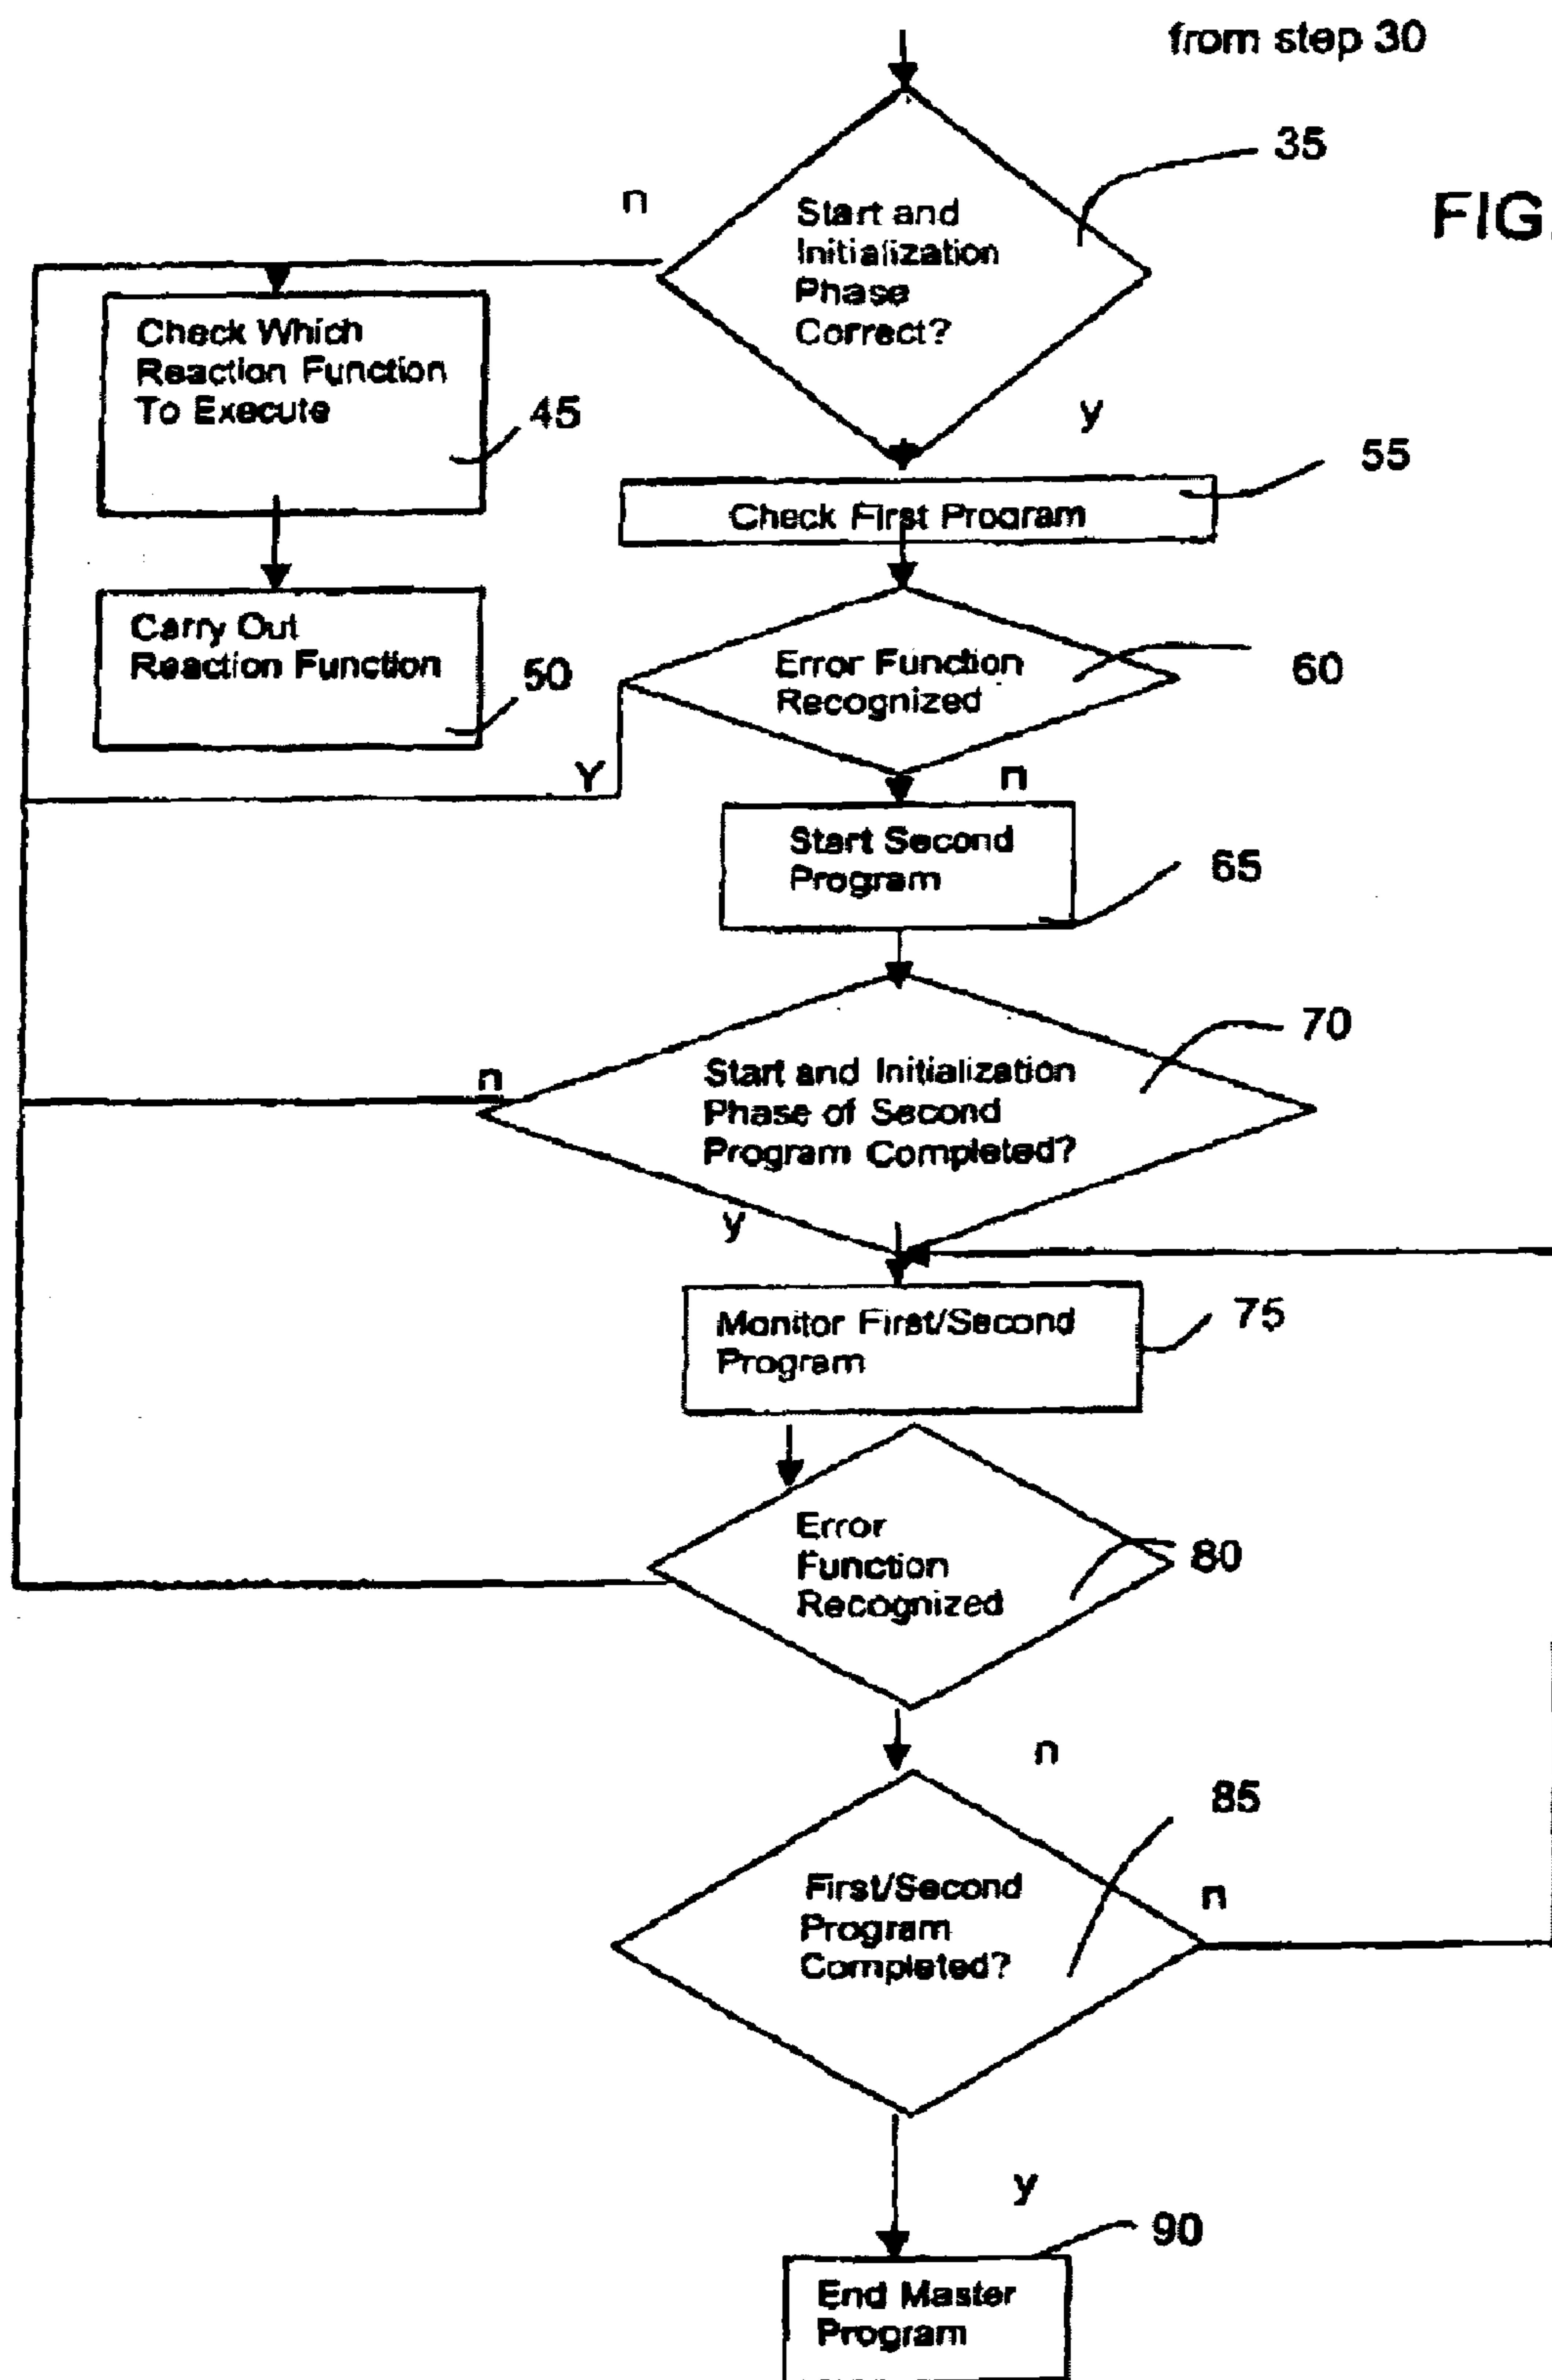 from step 30
35
n
FIG.
Start and
Initialization
Phase
Correct?
Check Which
Reaction Function
To Execute
45
y
55
Check First Program
Carry Out
Reaction Function
50
Error Function
Recognized
60
Y
n
Start Second
Program
65
70
n
Start and Initialization
Phase of Second
Program Completed?
y
Monitor First/Second
Program
75
Error
Function
Recognized
80
n
85
First/Second
Program
Completed?
n
y
90
End Master
Program